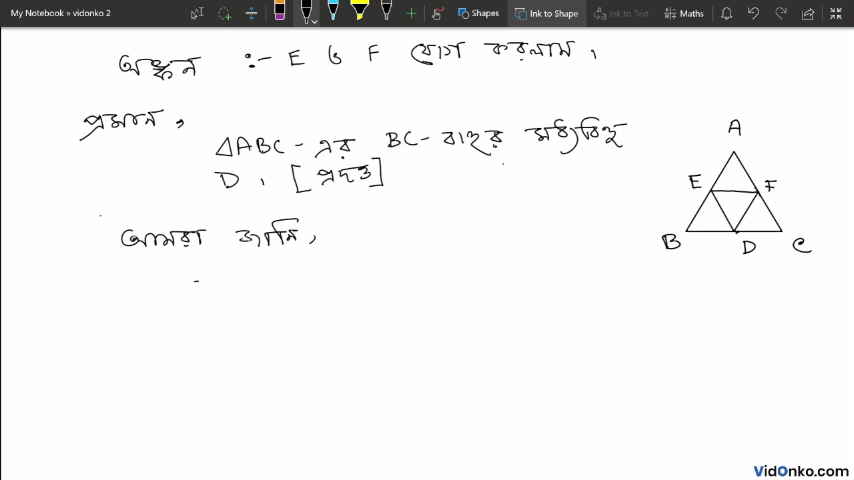 My Notebook » vidonko 2
Shapes
Ink to Shape
Ink to Text
Maths
অঙ্কন :- E ও F যোগ করলাম।
প্রমান,
△ABC - এর BC - বাহুর মধ্যবিন্দু
D, [প্রদত্ত]
আমরা জানি,
A
E F
B D C
VidOnko.com